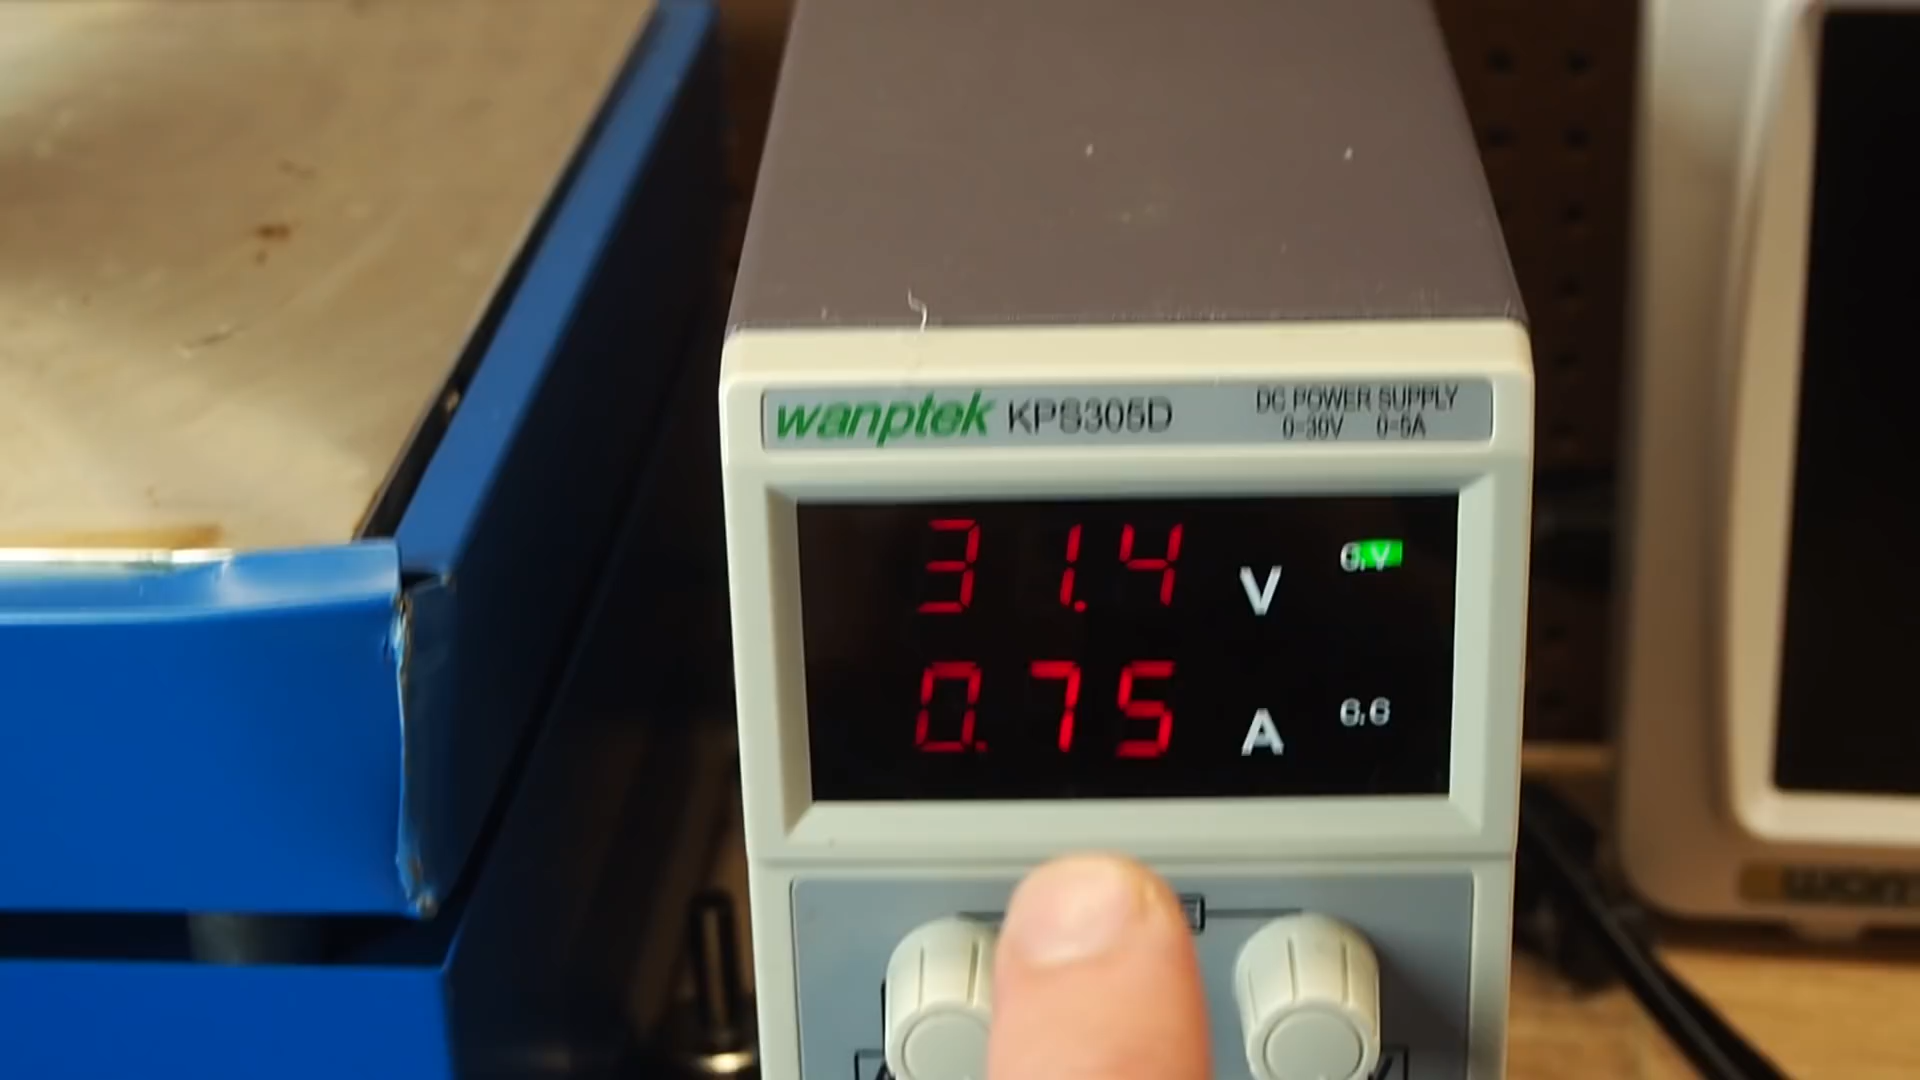 wanptek KPS305D
DC POWER SUPPLY
0-30V 0-5A
31.4 V
0.75 A